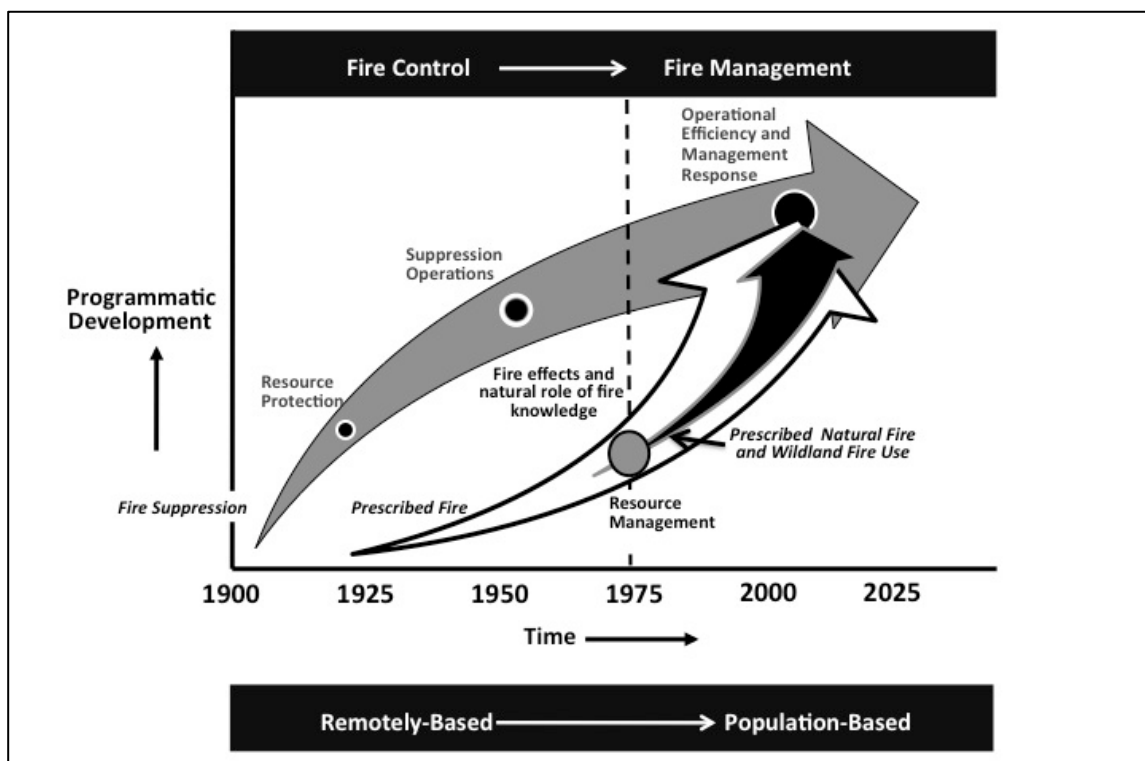 Fire Control Fire Management
Operational
Efficiency and
Management
Response
Suppression
Operations
Programmatic
Development
Resource
Protection
Fire effects and
natural role of fire
knowledge
Prescribed Natural Fire
and Wildland Fire Use
Fire Suppression
Prescribed Fire
Resource
Management
1900 1925 1950 1975 2000 2025
Time
Remotely-Based Population-Based